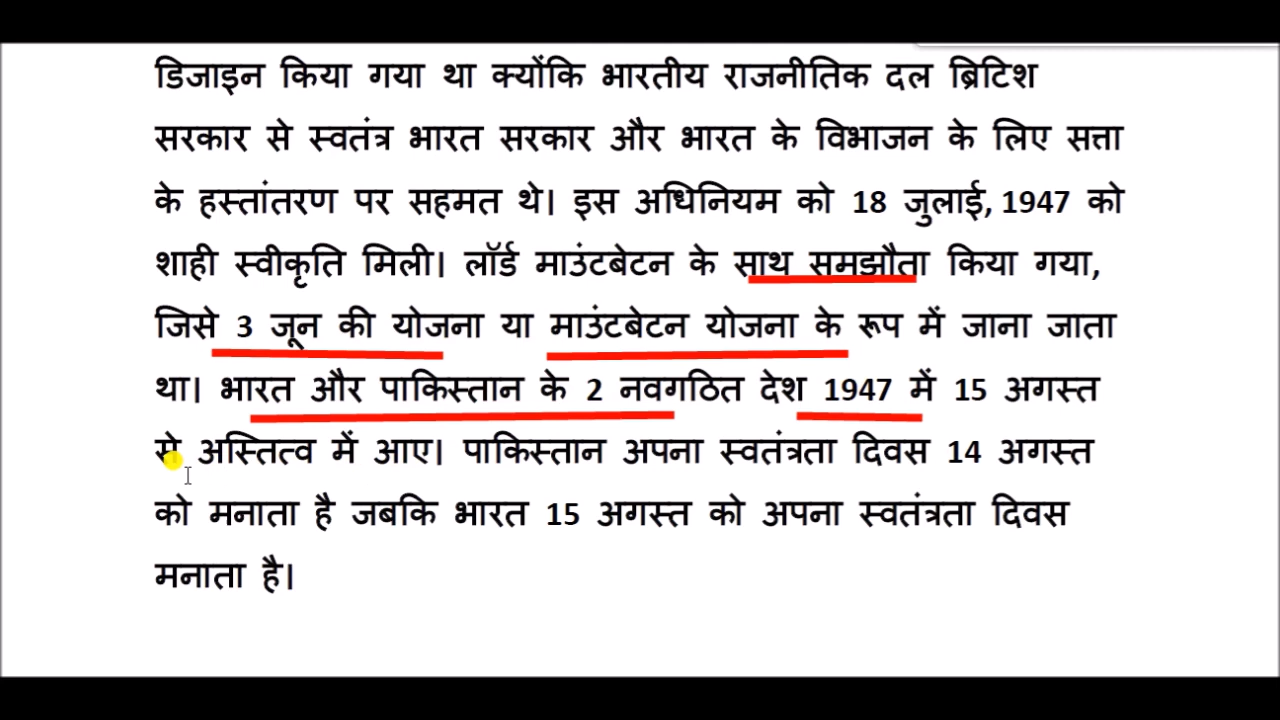 डिजाइन किया गया था क्योंकि भारतीय राजनीतिक दल ब्रिटिश
सरकार से स्वतंत्र भारत सरकार और भारत के विभाजन के लिए सत्ता
के हस्तांतरण पर सहमत थे। इस अधिनियम को 18 जुलाई, 1947 को
शाही स्वीकृति मिली। लॉर्ड माउंटबेटन के साथ समझौता किया गया,
जिसे 3 जून की योजना या माउंटबेटन योजना के रूप में जाना जाता
था। भारत और पाकिस्तान के 2 नवगठित देश 1947 में 15 अगस्त
से अस्तित्व में आए। पाकिस्तान अपना स्वतंत्रता दिवस 14 अगस्त
को मनाता है जबकि भारत 15 अगस्त को अपना स्वतंत्रता दिवस
मनाता है।